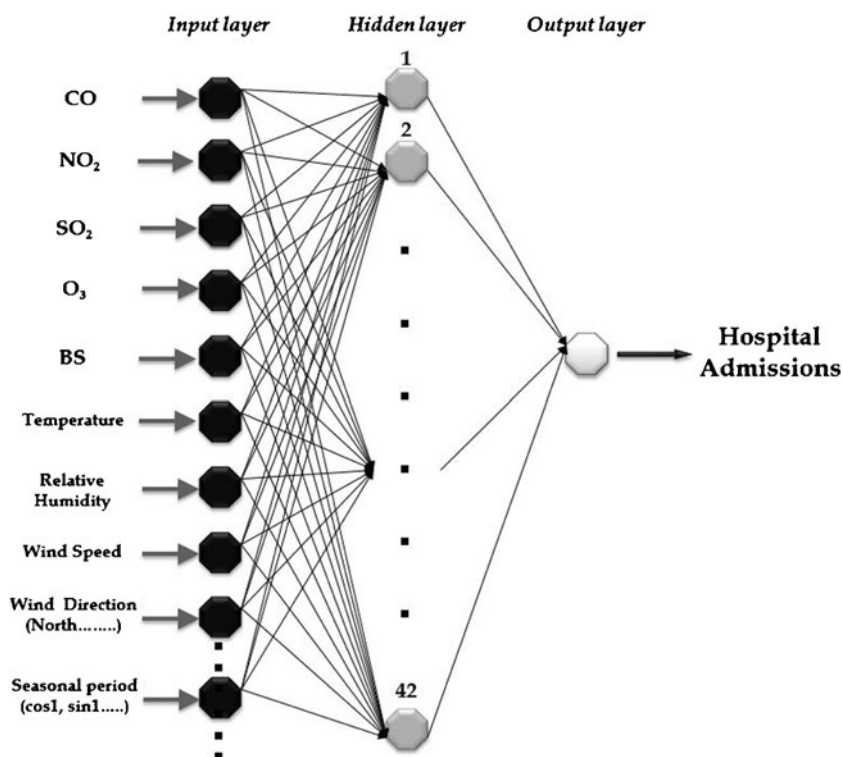 Input layer
Hidden layer
Output layer
1
2
42
CO
NO₂
SO₂
O₃
BS
Temperature
Relative
Humidity
Wind Speed
Wind Direction
(North........)
Seasonal period
(cos1, sin1.....)
Hospital
Admissions